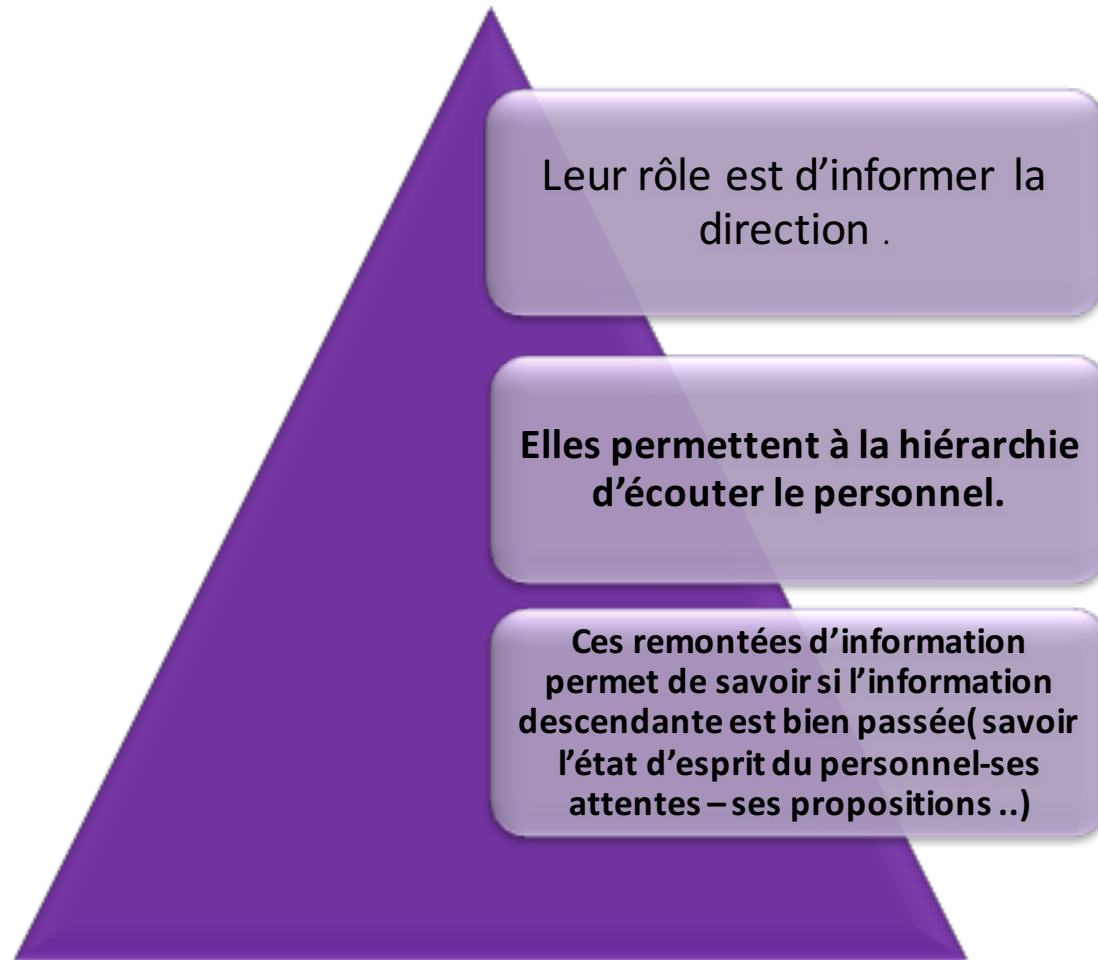 Leur rôle est d’informer la
direction .
Elles permettent à la hiérarchie
d’écouter le personnel.
Ces remontées d’information
permet de savoir si l’information
descendante est bien passée( savoir
l’état d’esprit du personnel-ses
attentes – ses propositions ..)